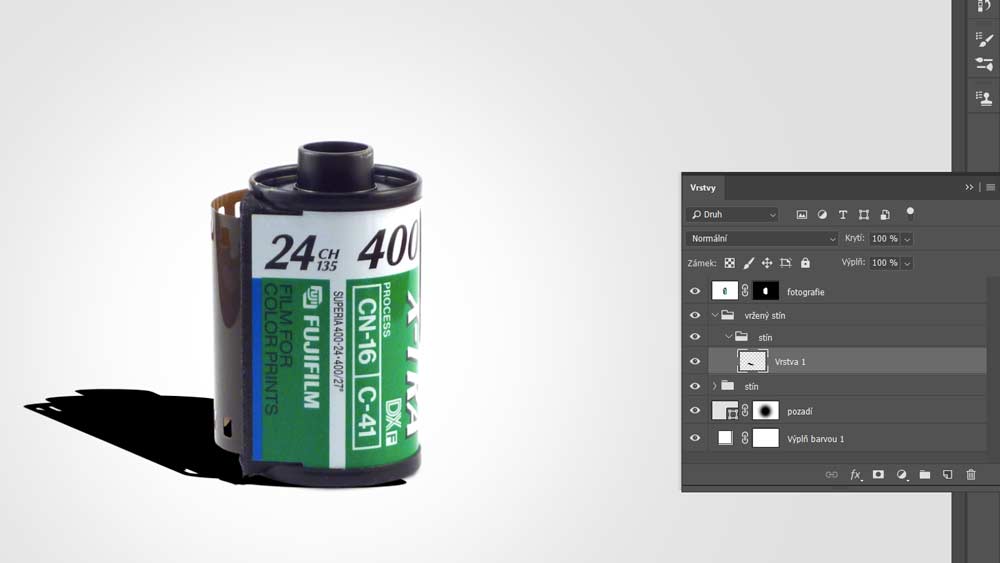 24 CH
135
400
FILM FOR
COLOR PRINTS
FUJI
FUJIFILM
SUPERIA 400-24·400/27°
PROCESS
CN-16
C-41
DX
Vrstvy
Druh
Normální
Krytí: 100 %
Zámek:
Výplň: 100 %
fotografie
vržený stín
stín
Vrstva 1
stín
pozadí
Výplň barvou 1
fx